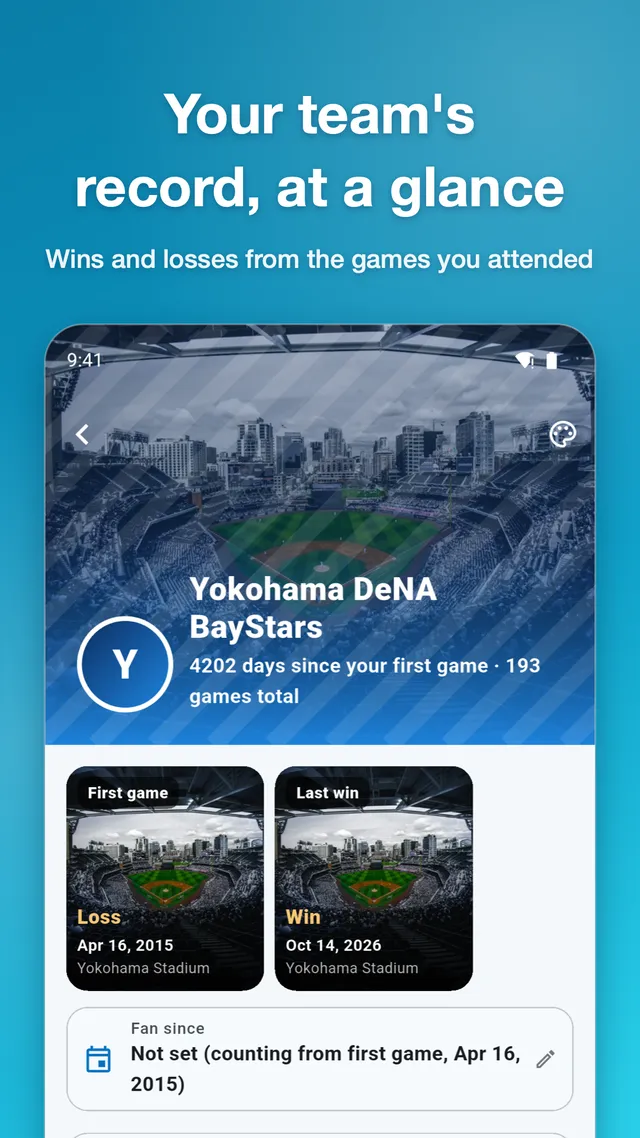 Your team's
record, at a glance
Wins and losses from the games you attended
9:41
Yokohama DeNA
BayStars
Y
4202 days since your first game · 193
games total
First game
Loss
Apr 16, 2015
Yokohama Stadium
Last win
Win
Oct 14, 2026
Yokohama Stadium
Fan since
Not set (counting from first game, Apr 16,
2015)